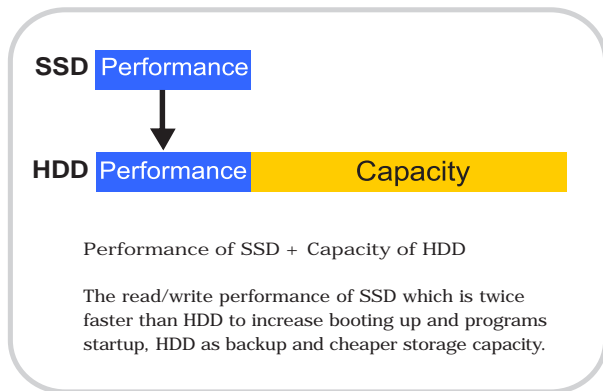 SSD Performance
HDD Performance Capacity
Performance of SSD + Capacity of HDD
The read/write performance of SSD which is twice
faster than HDD to increase booting up and programs
startup, HDD as backup and cheaper storage capacity.